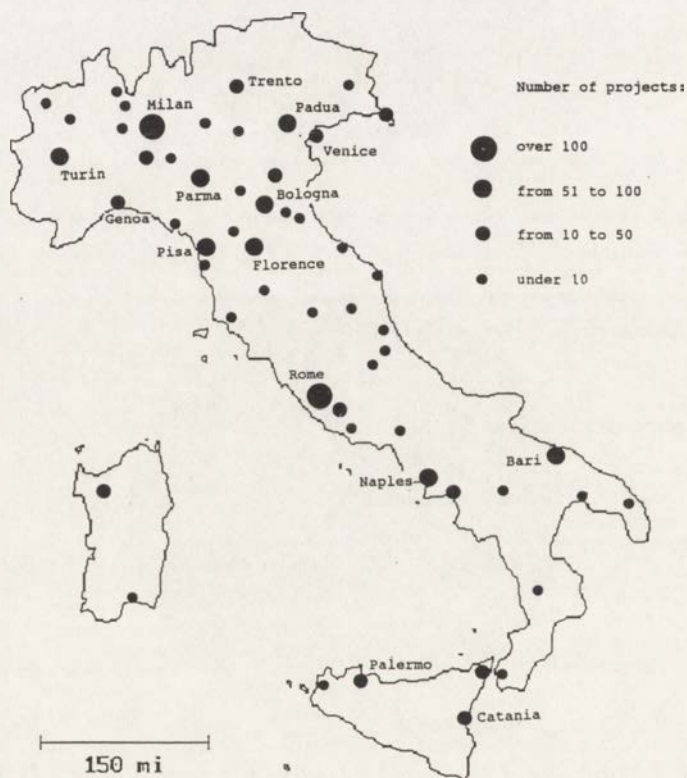 Trento
Number of projects:
Milan
Padua
Venice
over 100
Turin
Parma
from 51 to 100
Bologna
Genoa
from 10 to 50
Pisa
Florence
under 10
Rome
Bari
Naples
Palermo
Catania
150 mi